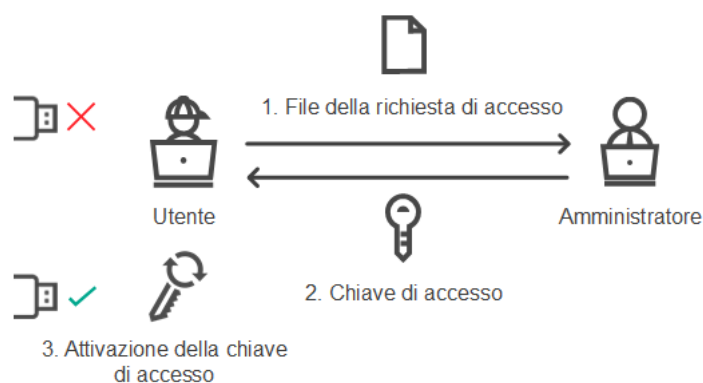 1. File della richiesta di accesso
Utente
Amministratore
2. Chiave di accesso
3. Attivazione della chiave
di accesso